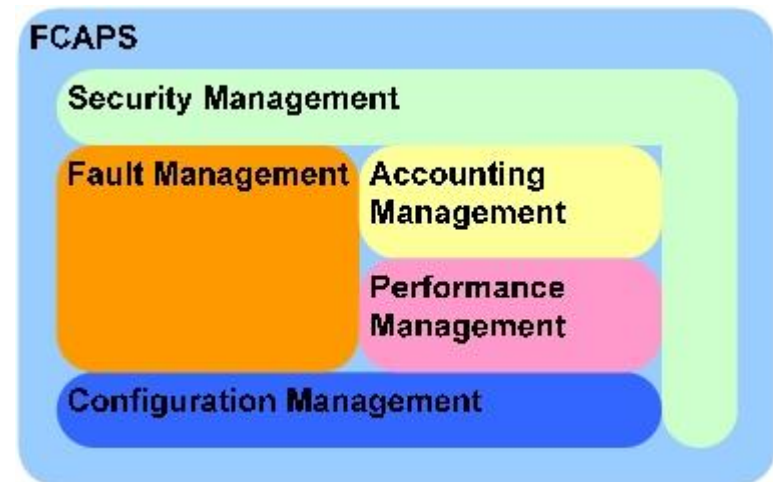 FCAPS
Security Management
Fault Management
Accounting
Management
Performance
Management
Configuration Management